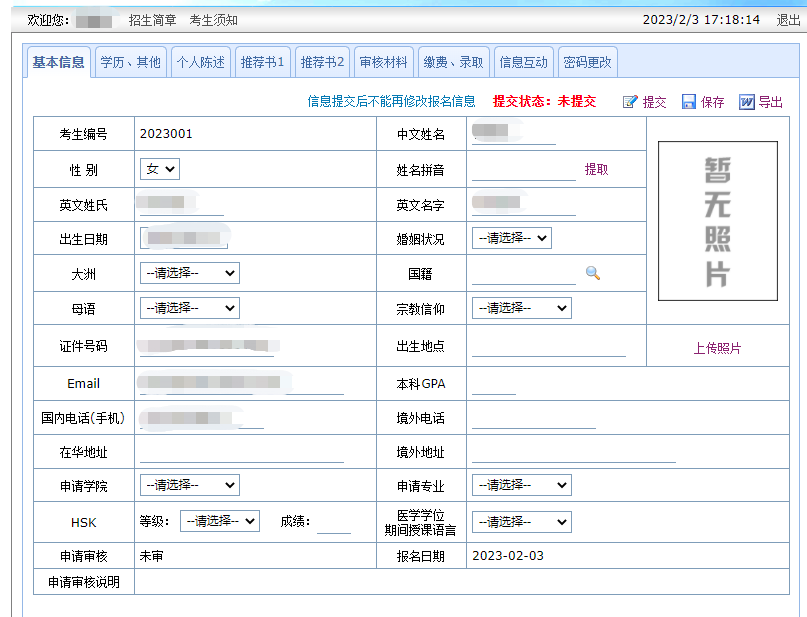 欢迎您: 招生简章 考生须知 2023/2/3 17:18:14 退出
基本信息 学历、其他 个人陈述 推荐书1 推荐书2 审核材料 缴费、录取 信息互动 密码更改
信息提交后不能再修改报名信息 提交状态：未提交 提交 保存 导出
考生编号 2023001 中文姓名
性 别 女 姓名拼音 提取
英文姓氏 英文名字
出生日期 婚姻状况 --请选择--
大洲 --请选择-- 国籍
母语 --请选择-- 宗教信仰 --请选择--
暂
无
照
片
证件号码 出生地点 上传照片
Email 本科GPA
国内电话(手机) 境外电话
在华地址 境外地址
申请学院 --请选择-- 申请专业 --请选择--
HSK 等级: --请选择-- 成绩: 医学学位
期间授课语言 --请选择--
申请审核 未审 报名日期 2023-02-03
申请审核说明